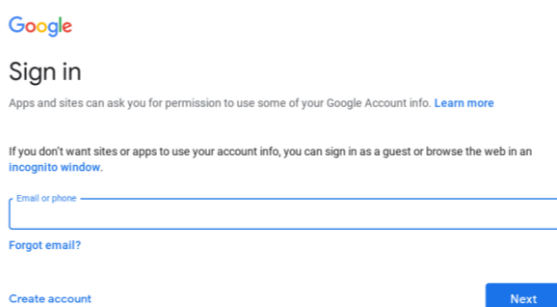 Google
Sign in
Apps and sites can ask you for permission to use some of your Google Account info. Learn more
If you don't want sites or apps to use your account info, you can sign in as a guest or browse the web in an
incognito window.
Email or phone
Forgot email?
Create account
Next